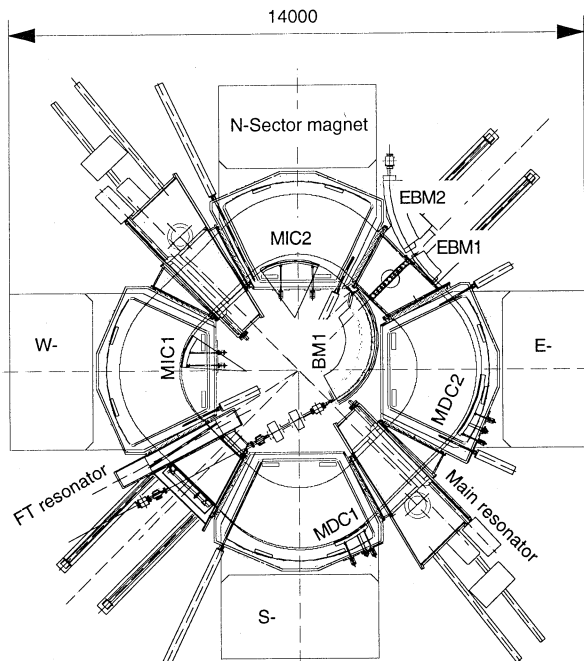 14000
N-Sector magnet
EBM2
MIC2
EBM1
W-
MIC1
BM1
E-
MDC2
FT resonator
MDC1
Main resonator
S-